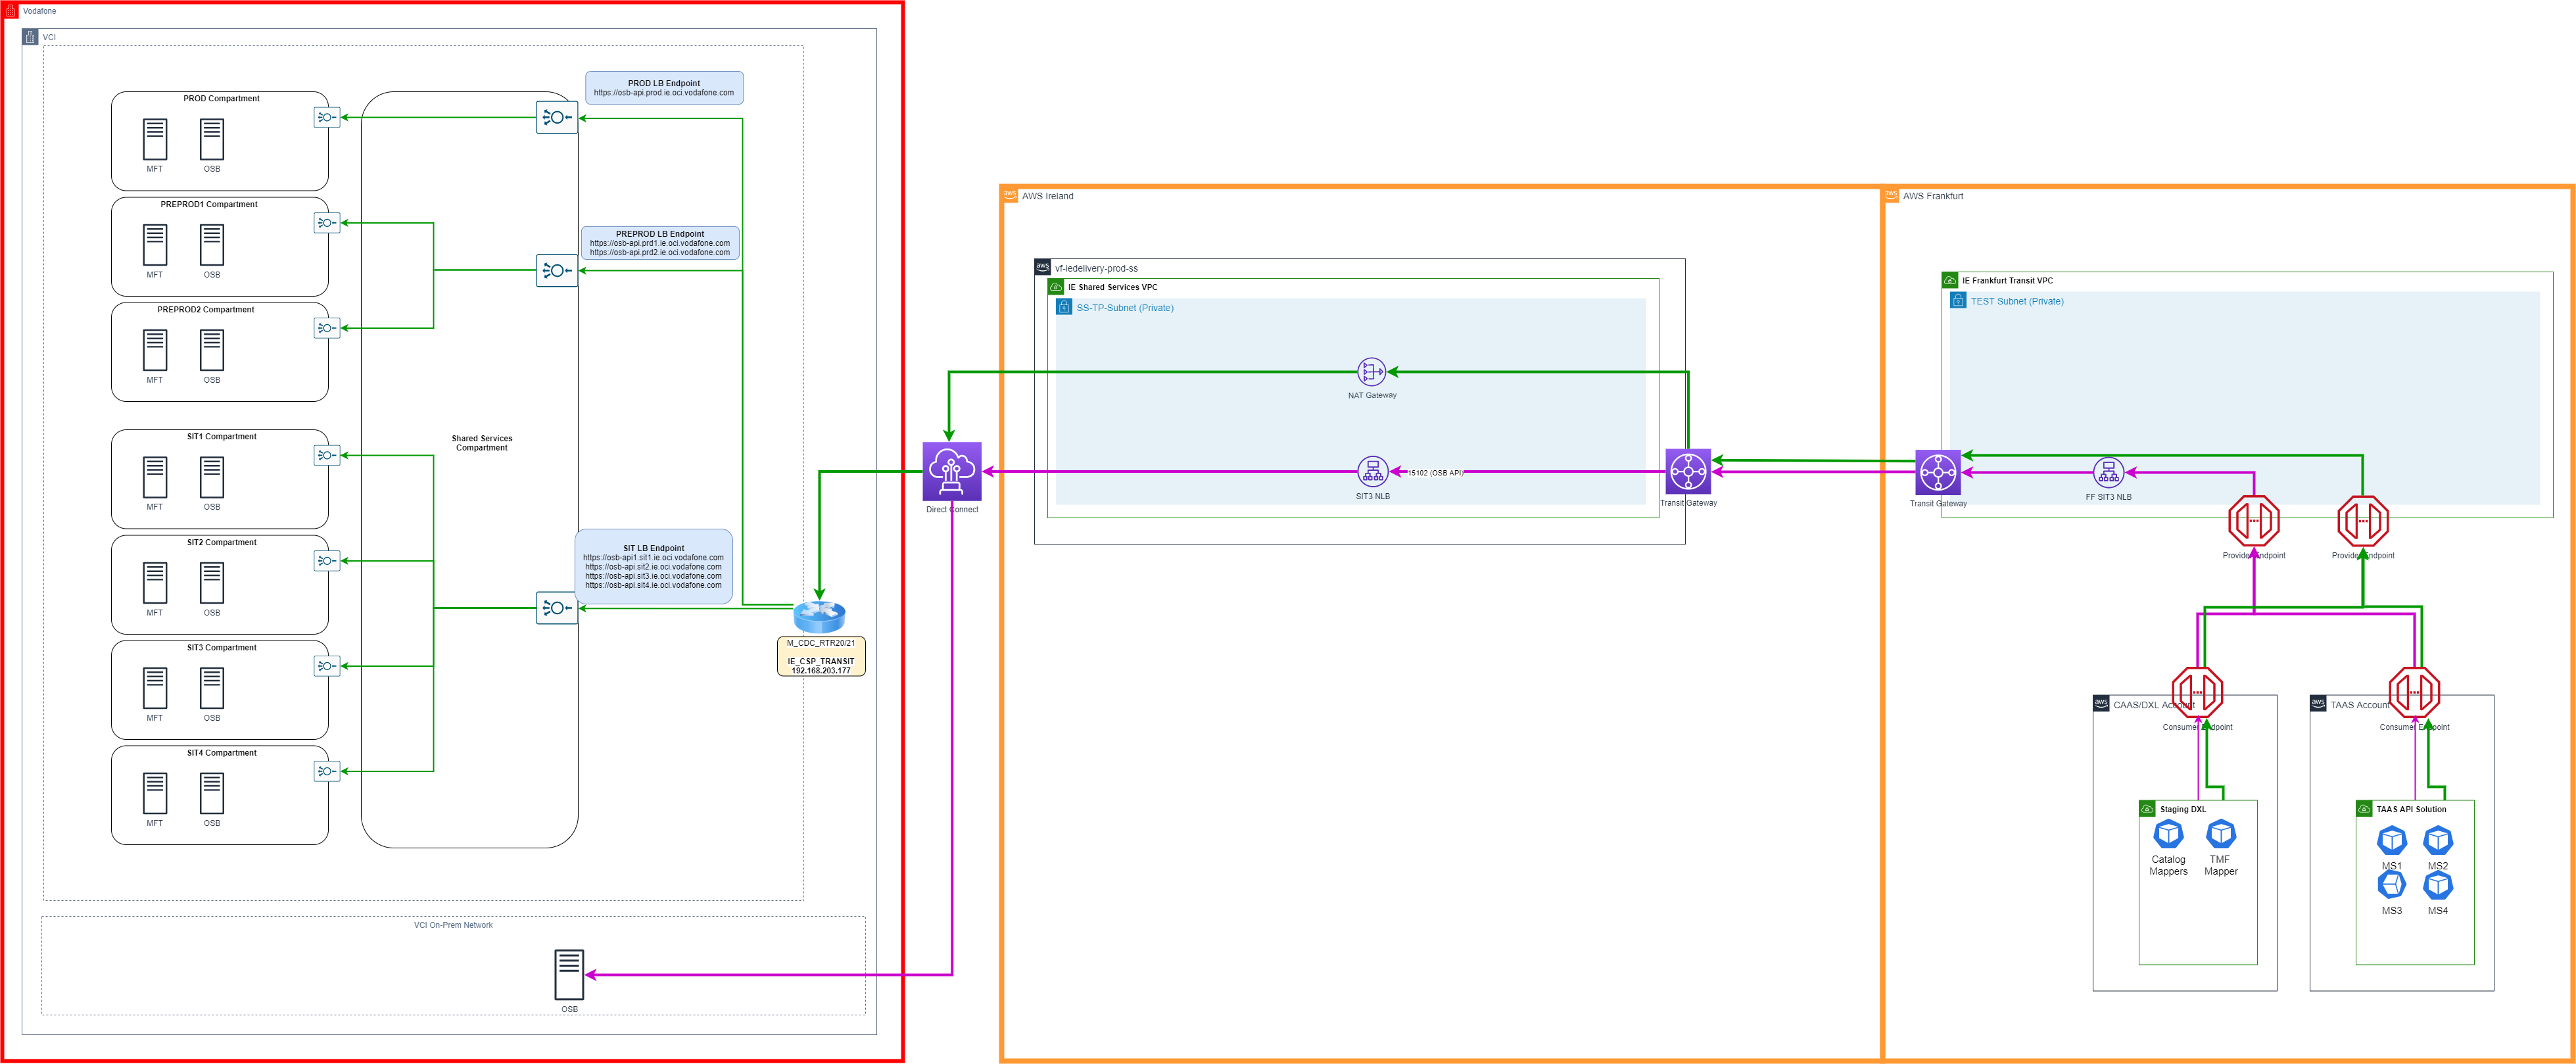 Vodafone
VCI
PROD LB Endpoint
https://osb-api.prod.ie.oci.vodafone.com
PROD Compartment
MFT
OSB
PREPROD1 Compartment
MFT
OSB
PREPROD LB Endpoint
https://osb-api.prd1.ie.oci.vodafone.com
https://osb-api.prd2.ie.oci.vodafone.com
PREPROD2 Compartment
MFT
OSB
SIT1 Compartment
MFT
OSB
Shared Services
Compartment
SIT2 Compartment
MFT
OSB
SIT LB Endpoint
https://osb-api1.sit1.ie.oci.vodafone.com
https://osb-api.sit2.ie.oci.vodafone.com
https://osb-api.sit3.ie.oci.vodafone.com
https://osb-api.sit4.ie.oci.vodafone.com
SIT3 Compartment
MFT
OSB
SIT4 Compartment
MFT
OSB
M_CDC_RTR20/21
IE_CSP_TRANSIT
192.168.203.177
VCI On-Prem Network
OSB
Direct Connect
aws
AWS Ireland
aws
vf-iedelivery-prod-ss
IE Shared Services VPC
SS-TP-Subnet (Private)
NAT Gateway
15102 (OSB API)
SIT3 NLB
Transit Gateway
aws
AWS Frankfurt
IE Frankfurt Transit VPC
TEST Subnet (Private)
Transit Gateway
FF SIT3 NLB
Provider Endpoint
Provider Endpoint
aws
CAAS/DXL Account
Consumer Endpoint
Staging DXL
Catalog
Mappers
TMF
Mapper
aws
TAAS Account
Consumer Endpoint
TAAS API Solution
MS1
MS2
MS3
MS4